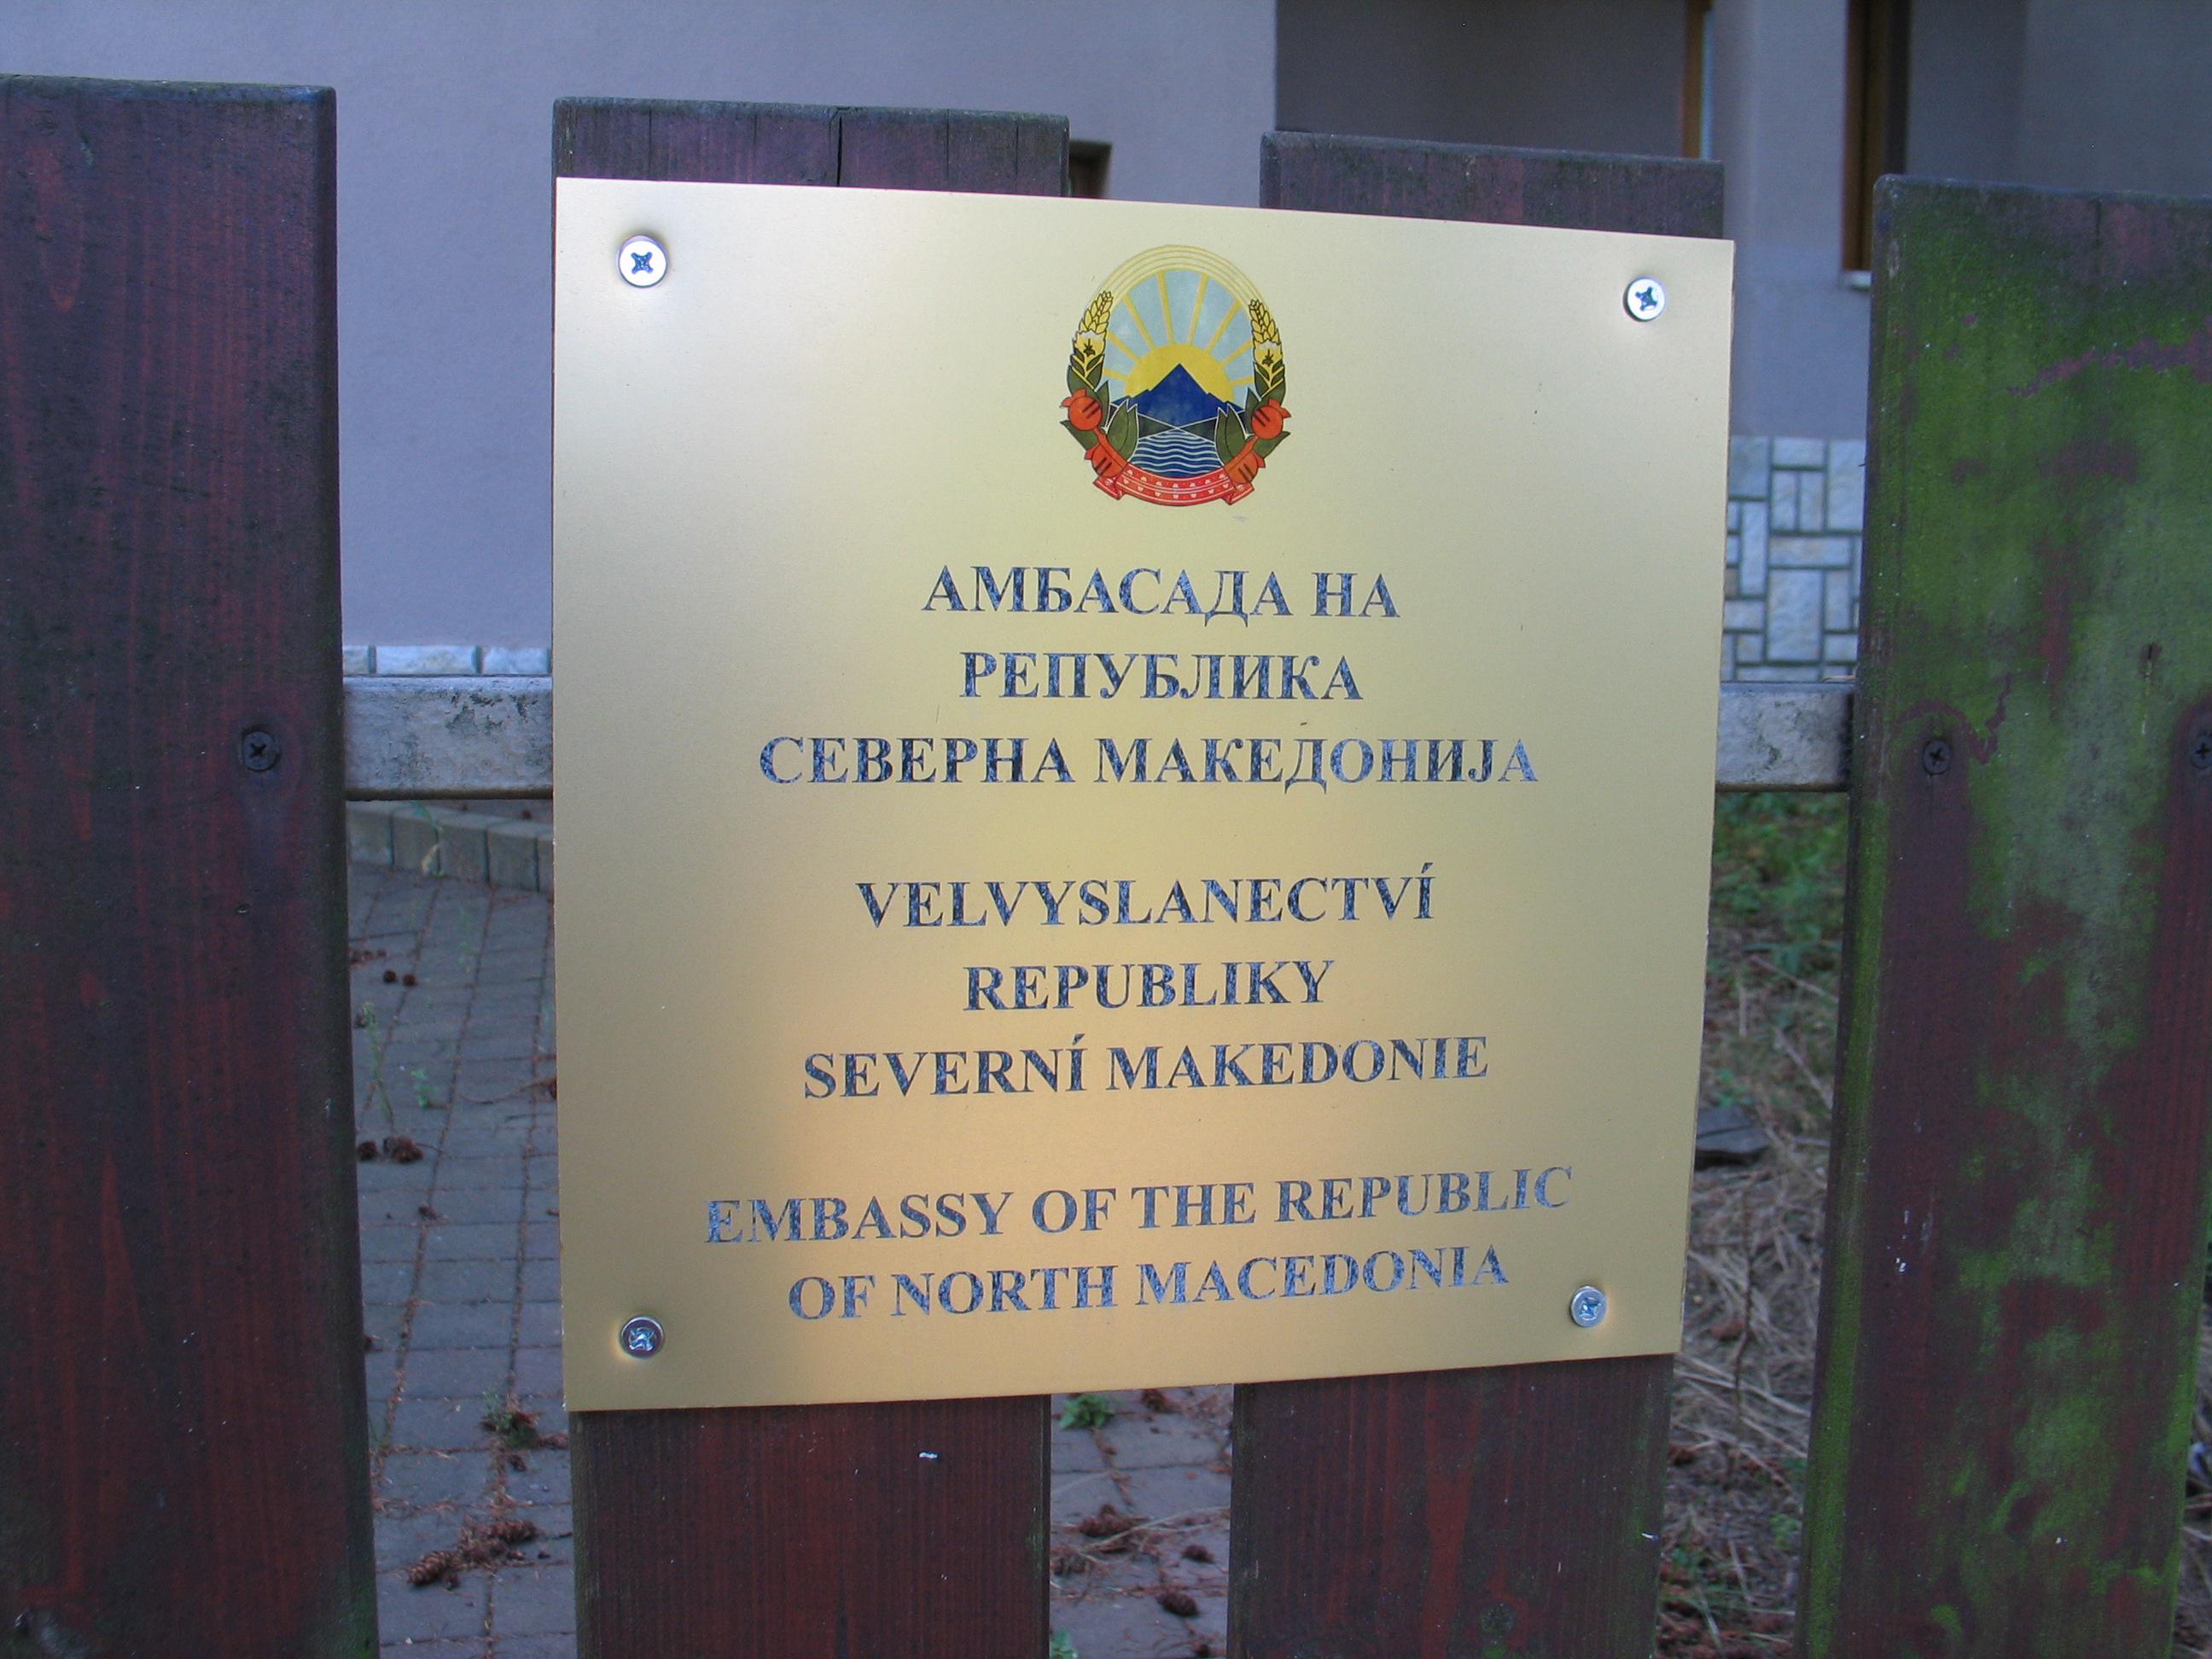 АМБАСАДА НА
РЕПУБЛИКА
СЕВЕРНА МАКЕДОНИЈА
VELVYSLANECTVÍ
REPUBLIKY
SEVERNÍ MAKEDONIE
EMBASSY OF THE REPUBLIC
OF NORTH MACEDONIA